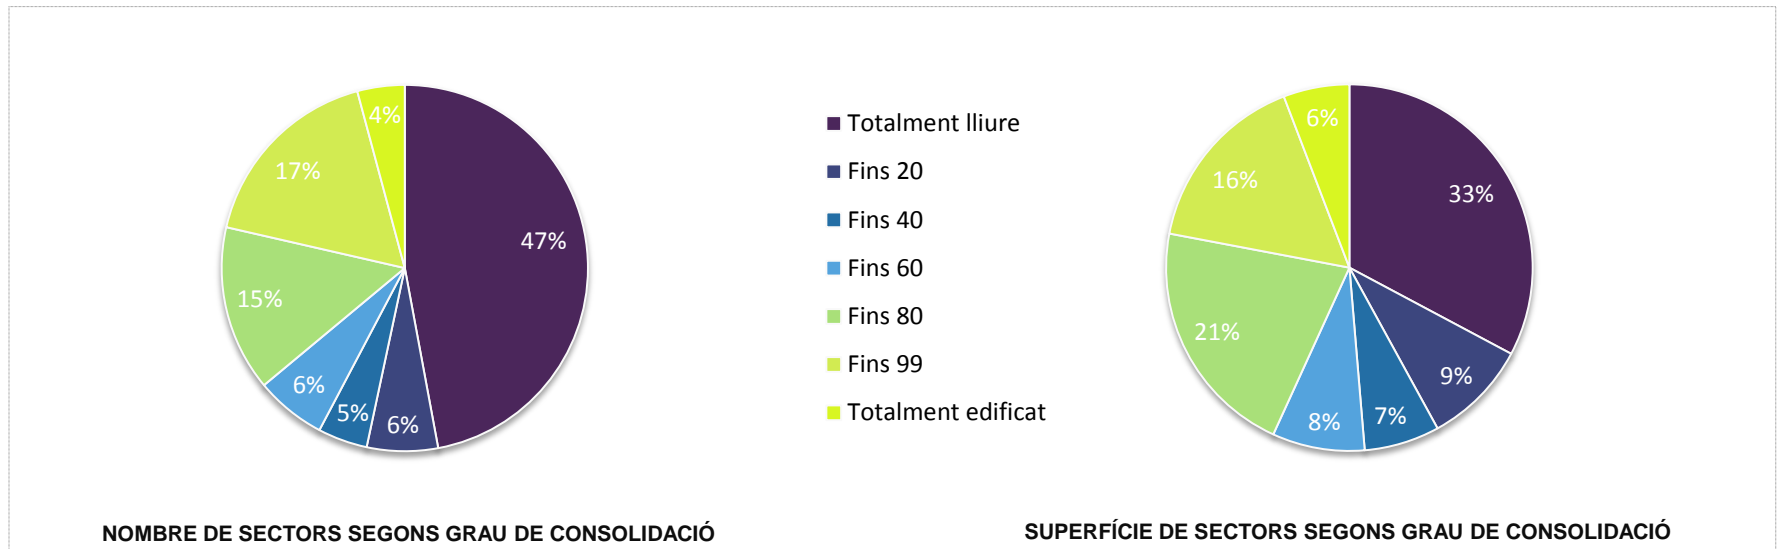 47%
6%
5%
6%
15%
17%
4%
NOMBRE DE SECTORS SEGONS GRAU DE CONSOLIDACIÓ
Totalment lliure
Fins 20
Fins 40
Fins 60
Fins 80
Fins 99
Totalment edificat
33%
9%
7%
8%
21%
16%
6%
SUPERFÍCIE DE SECTORS SEGONS GRAU DE CONSOLIDACIÓ